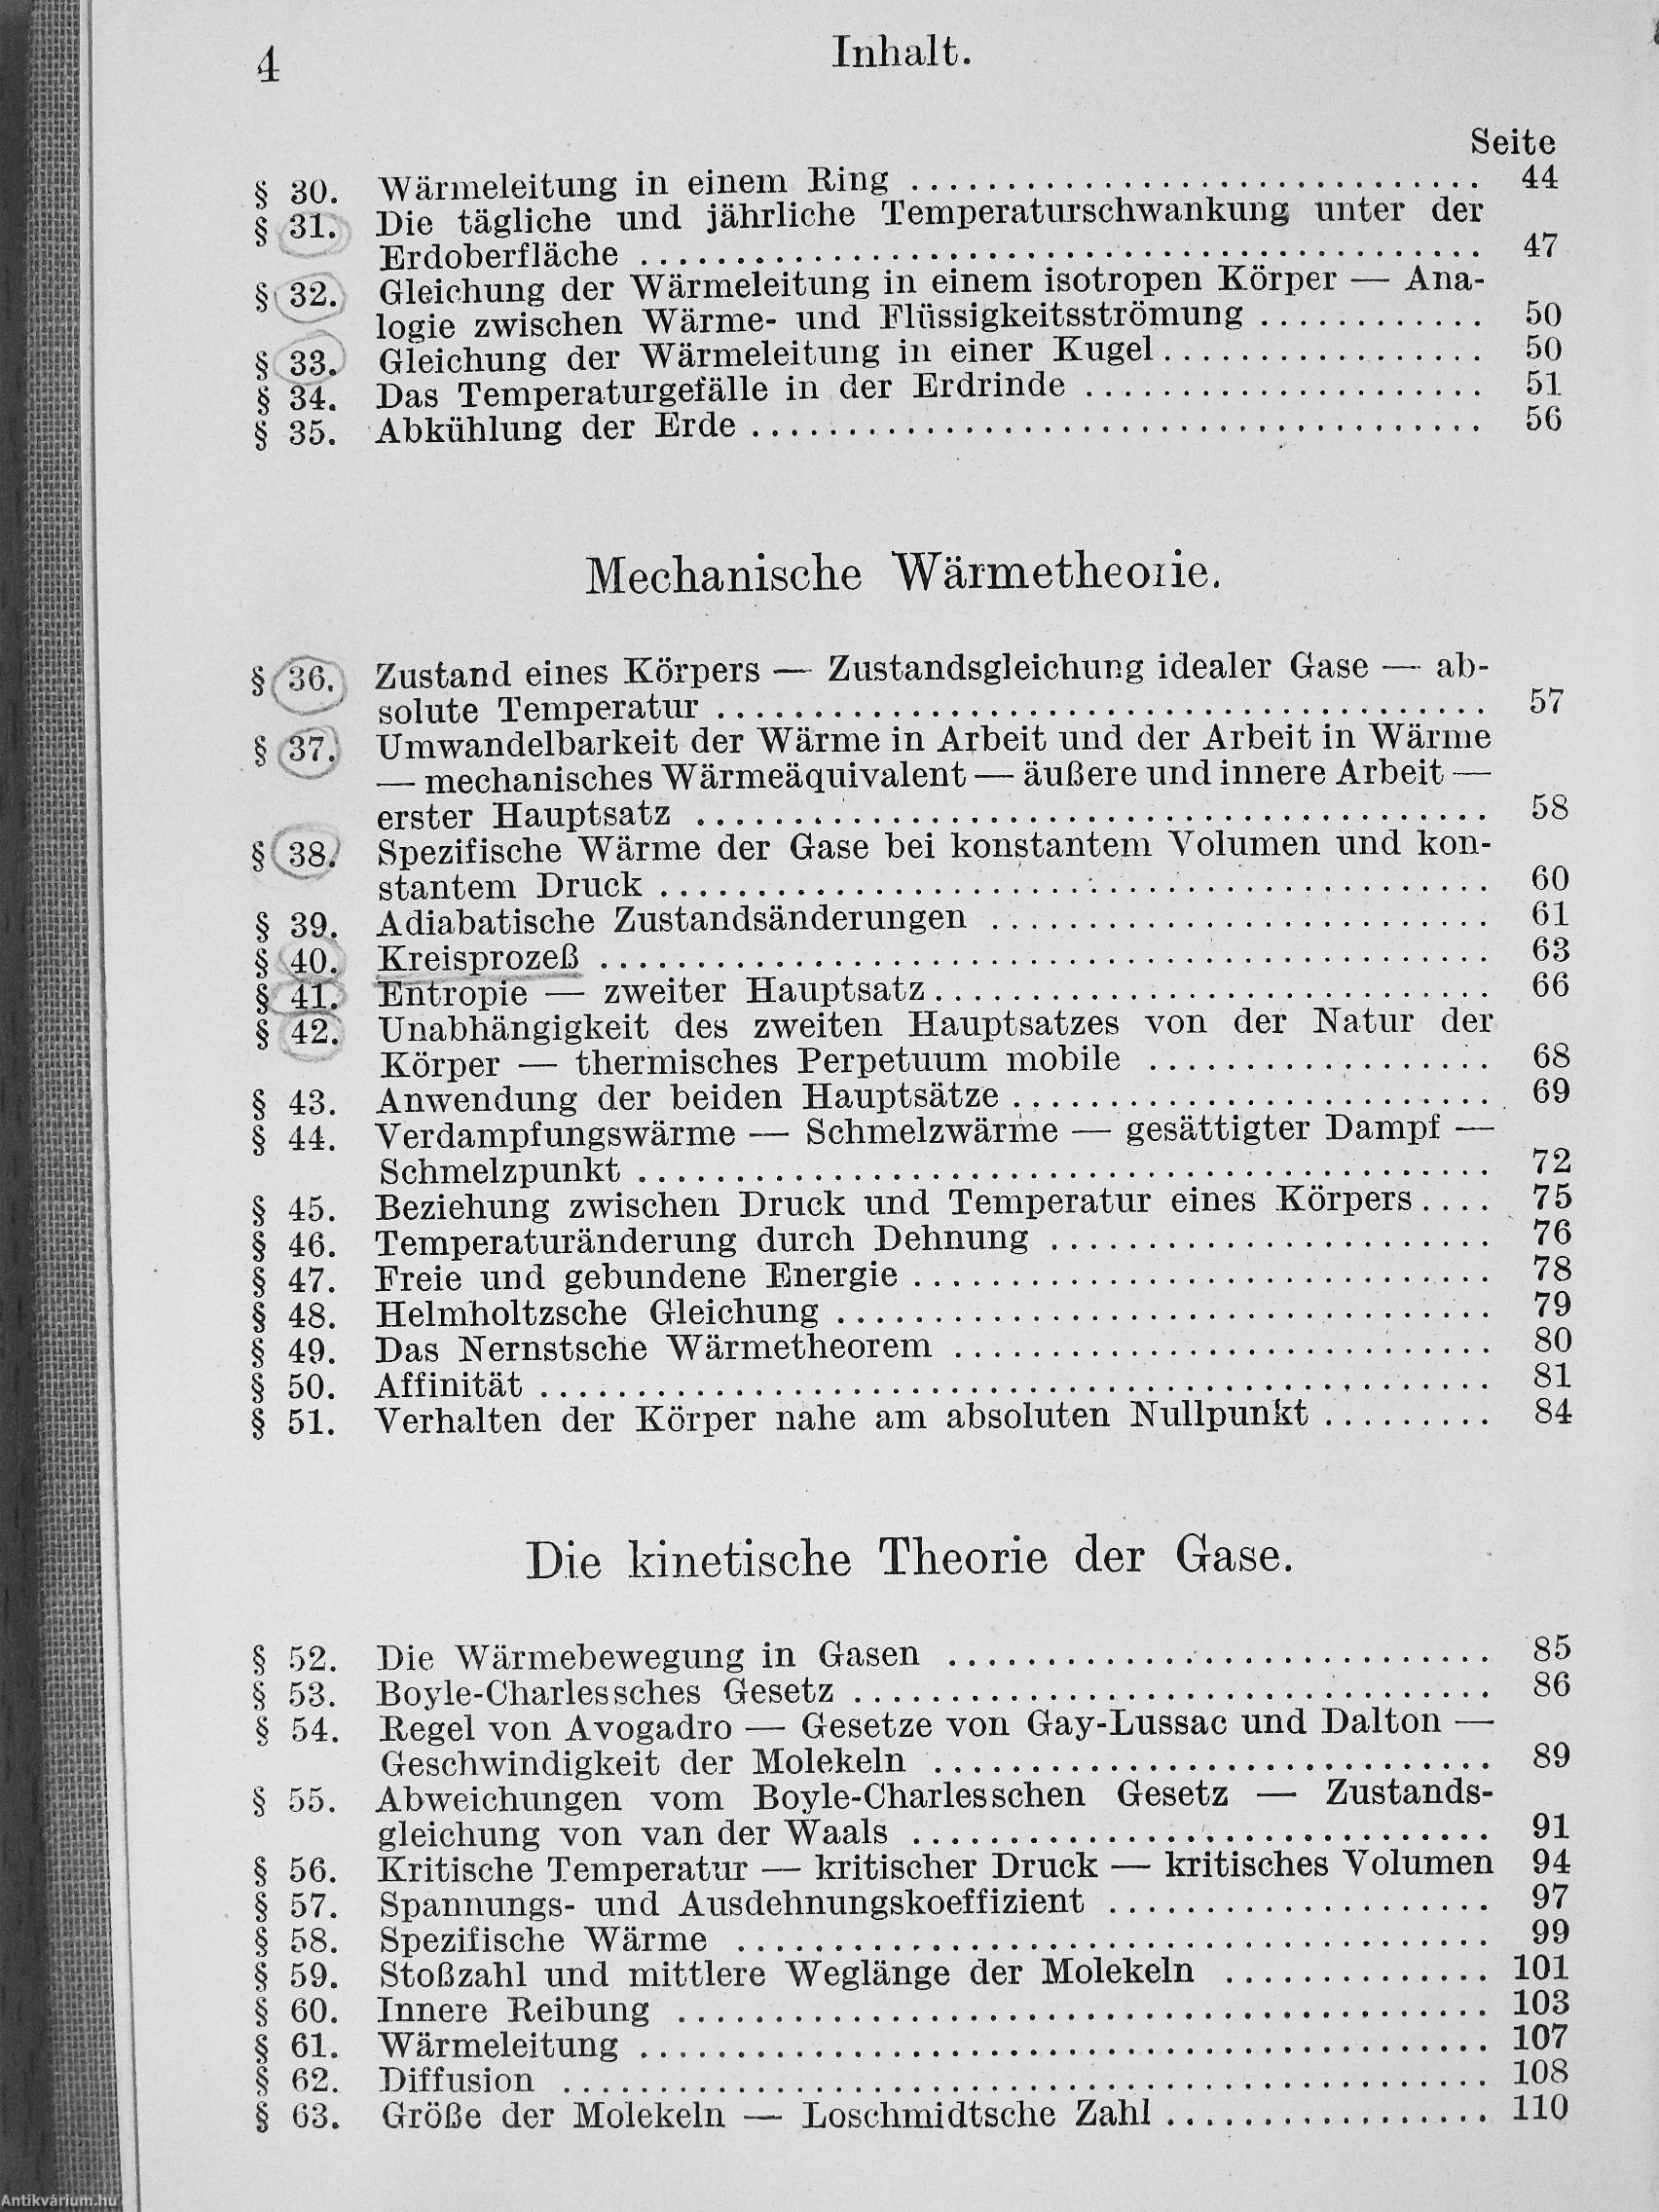 4
Inhalt.
Seite
§ 30. Wärmeleitung in einem Ring .............................. 44
§ 31. Die tägliche und jährliche Temperaturschwankung unter der
Erdoberfläche ............................................ 47
§ 32. Gleichung der Wärmeleitung in einem isotropen Körper — Ana-
logie zwischen Wärme- und Flüssigkeitsströmung ............ 50
§ 33. Gleichung der Wärmeleitung in einer Kugel ................. 50
§ 34. Das Temperaturgefälle in der Erdrinde ..................... 51
§ 35. Abkühlung der Erde ...................................... 56
Mechanische Wärmetheorie.
§ 36. Zustand eines Körpers — Zustandsgleichung idealer Gase — ab-
solute Temperatur ........................................ 57
§ 37. Umwandelbarkeit der Wärme in Arbeit und der Arbeit in Wärme
— mechanisches Wärmeäquivalent — äußere und innere Arbeit —
erster Hauptsatz ......................................... 58
§ 38. Spezifische Wärme der Gase bei konstantem Volumen und kon-
stantem Druck ........................................... 60
§ 39. Adiabatische Zustandsänderungen .......................... 61
§ 40. Kreisprozeß .............................................. 63
§ 41. Entropie — zweiter Hauptsatz ............................. 66
§ 42. Unabhängigkeit des zweiten Hauptsatzes von der Natur der
Körper — thermisches Perpetuum mobile .................. 68
§ 43. Anwendung der beiden Hauptsätze ......................... 69
§ 44. Verdampfungswärme — Schmelzwärme — gesättigter Dampf —
Schmelzpunkt ............................................ 72
§ 45. Beziehung zwischen Druck und Temperatur eines Körpers .... 75
§ 46. Temperaturänderung durch Dehnung ....................... 76
§ 47. Freie und gebundene Energie .............................. 78
§ 48. Helmholtzsche Gleichung .................................. 79
§ 49. Das Nernstsche Wärmetheorem ............................ 80
§ 50. Affinität ................................................. 81
§ 51. Verhalten der Körper nahe am absoluten Nullpunkt ......... 84
Die kinetische Theorie der Gase.
§ 52. Die Wärmebewegung in Gasen ............................. 85
§ 53. Boyle-Charlessches Gesetz ................................. 86
§ 54. Regel von Avogadro — Gesetze von Gay-Lussac und Dalton —
Geschwindigkeit der Molekeln ............................. 89
§ 55. Abweichungen vom Boyle-Charlesschen Gesetz — Zustands-
gleichung von van der Waals .............................. 91
§ 56. Kritische Temperatur — kritischer Druck — kritisches Volumen 94
§ 57. Spannungs- und Ausdehnungskoeffizient .................... 97
§ 58. Spezifische Wärme ....................................... 99
§ 59. Stoßzahl und mittlere Weglänge der Molekeln .............. 101
§ 60. Innere Reibung .......................................... 103
§ 61. Wärmeleitung ............................................ 107
§ 62. Diffusion ................................................ 108
§ 63. Größe der Molekeln — Loschmidtsche Zahl ................. 110
Antikvárium.hu